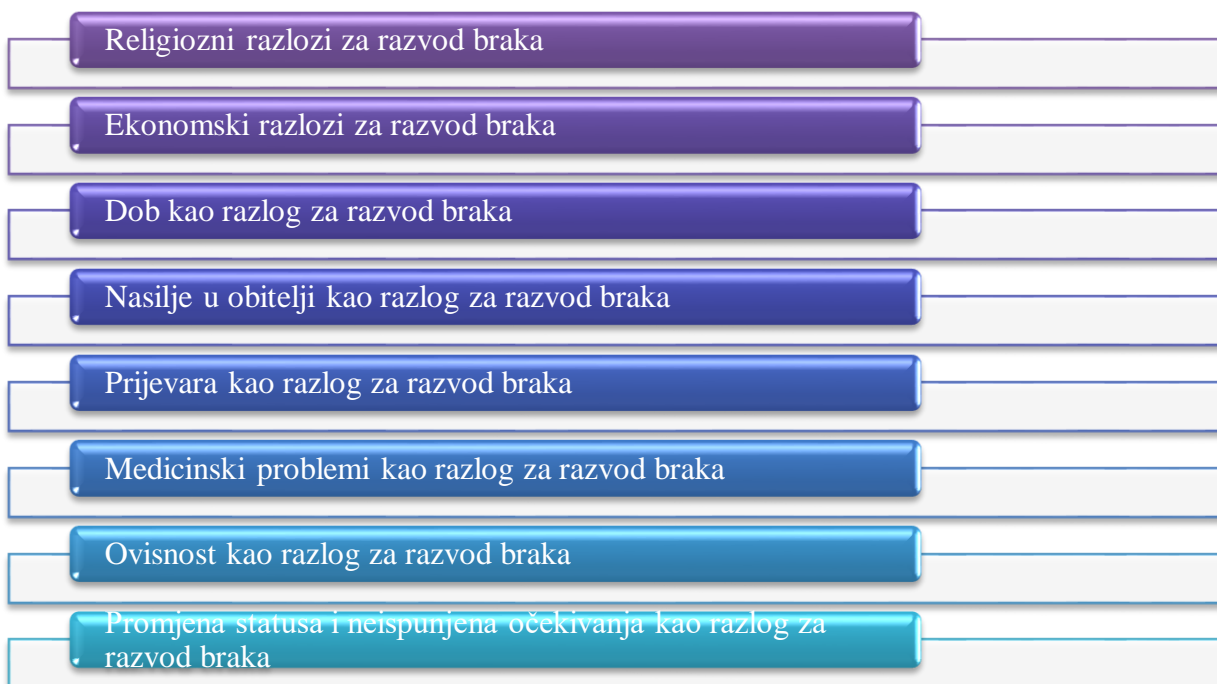 Religiozni razlozi za razvod braka
Ekonomski razlozi za razvod braka
Dob kao razlog za razvod braka
Nasilje u obitelji kao razlog za razvod braka
Prijevara kao razlog za razvod braka
Medicinski problemi kao razlog za razvod braka
Ovisnost kao razlog za razvod braka
Promjena statusa i neispunjena očekivanja kao razlog za
razvod braka